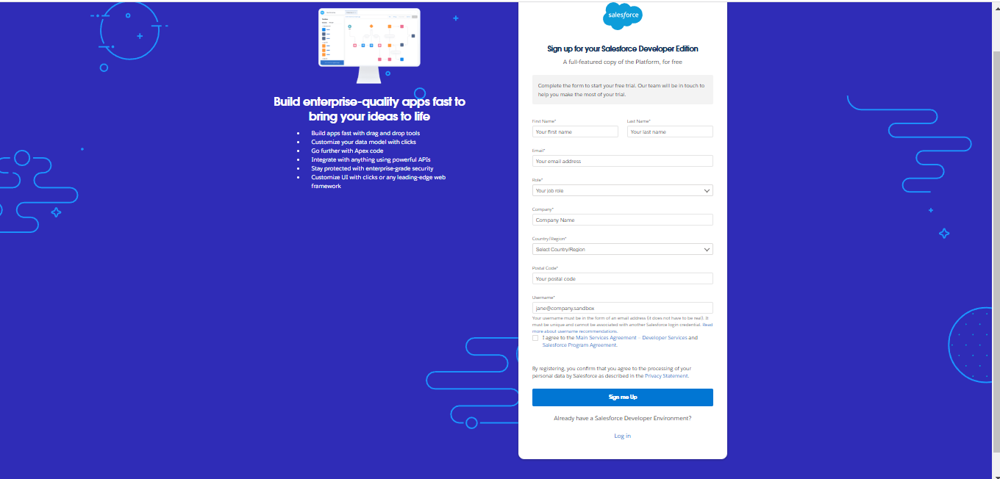 Build enterprise-quality apps fast to
bring your ideas to life
Build apps fast with drag and drop tools
Customize your data model with clicks
Go further with Apex code
Integrate with anything using powerful APIs
Stay protected with enterprise-grade security
Customize UI with clicks or any leading-edge web
framework
salesforce
Sign up for your Salesforce Developer Edition
A full-featured copy of the Platform, for free
Complete the form to start your free trial. Our team will be in touch to
help you make the most of your trial.
First Name* Last Name*
Your first name Your last name
Email*
Your email address
Role*
Your job role
Company*
Company Name
Country/Region*
Select Country/Region
Postal Code*
Your postal code
Username*
jane@company.sandbox
Your username must be in the form of an email address (it does not have to be real). It
must be unique and cannot be associated with another Salesforce login credential. Read
more about username recommendations.
I agree to the Main Services Agreement - Developer Services and
Salesforce Program Agreement.
By registering, you confirm that you agree to the processing of your
personal data by Salesforce as described in the Privacy Statement.
Sign me Up
Already have a Salesforce Developer Environment?
Log in